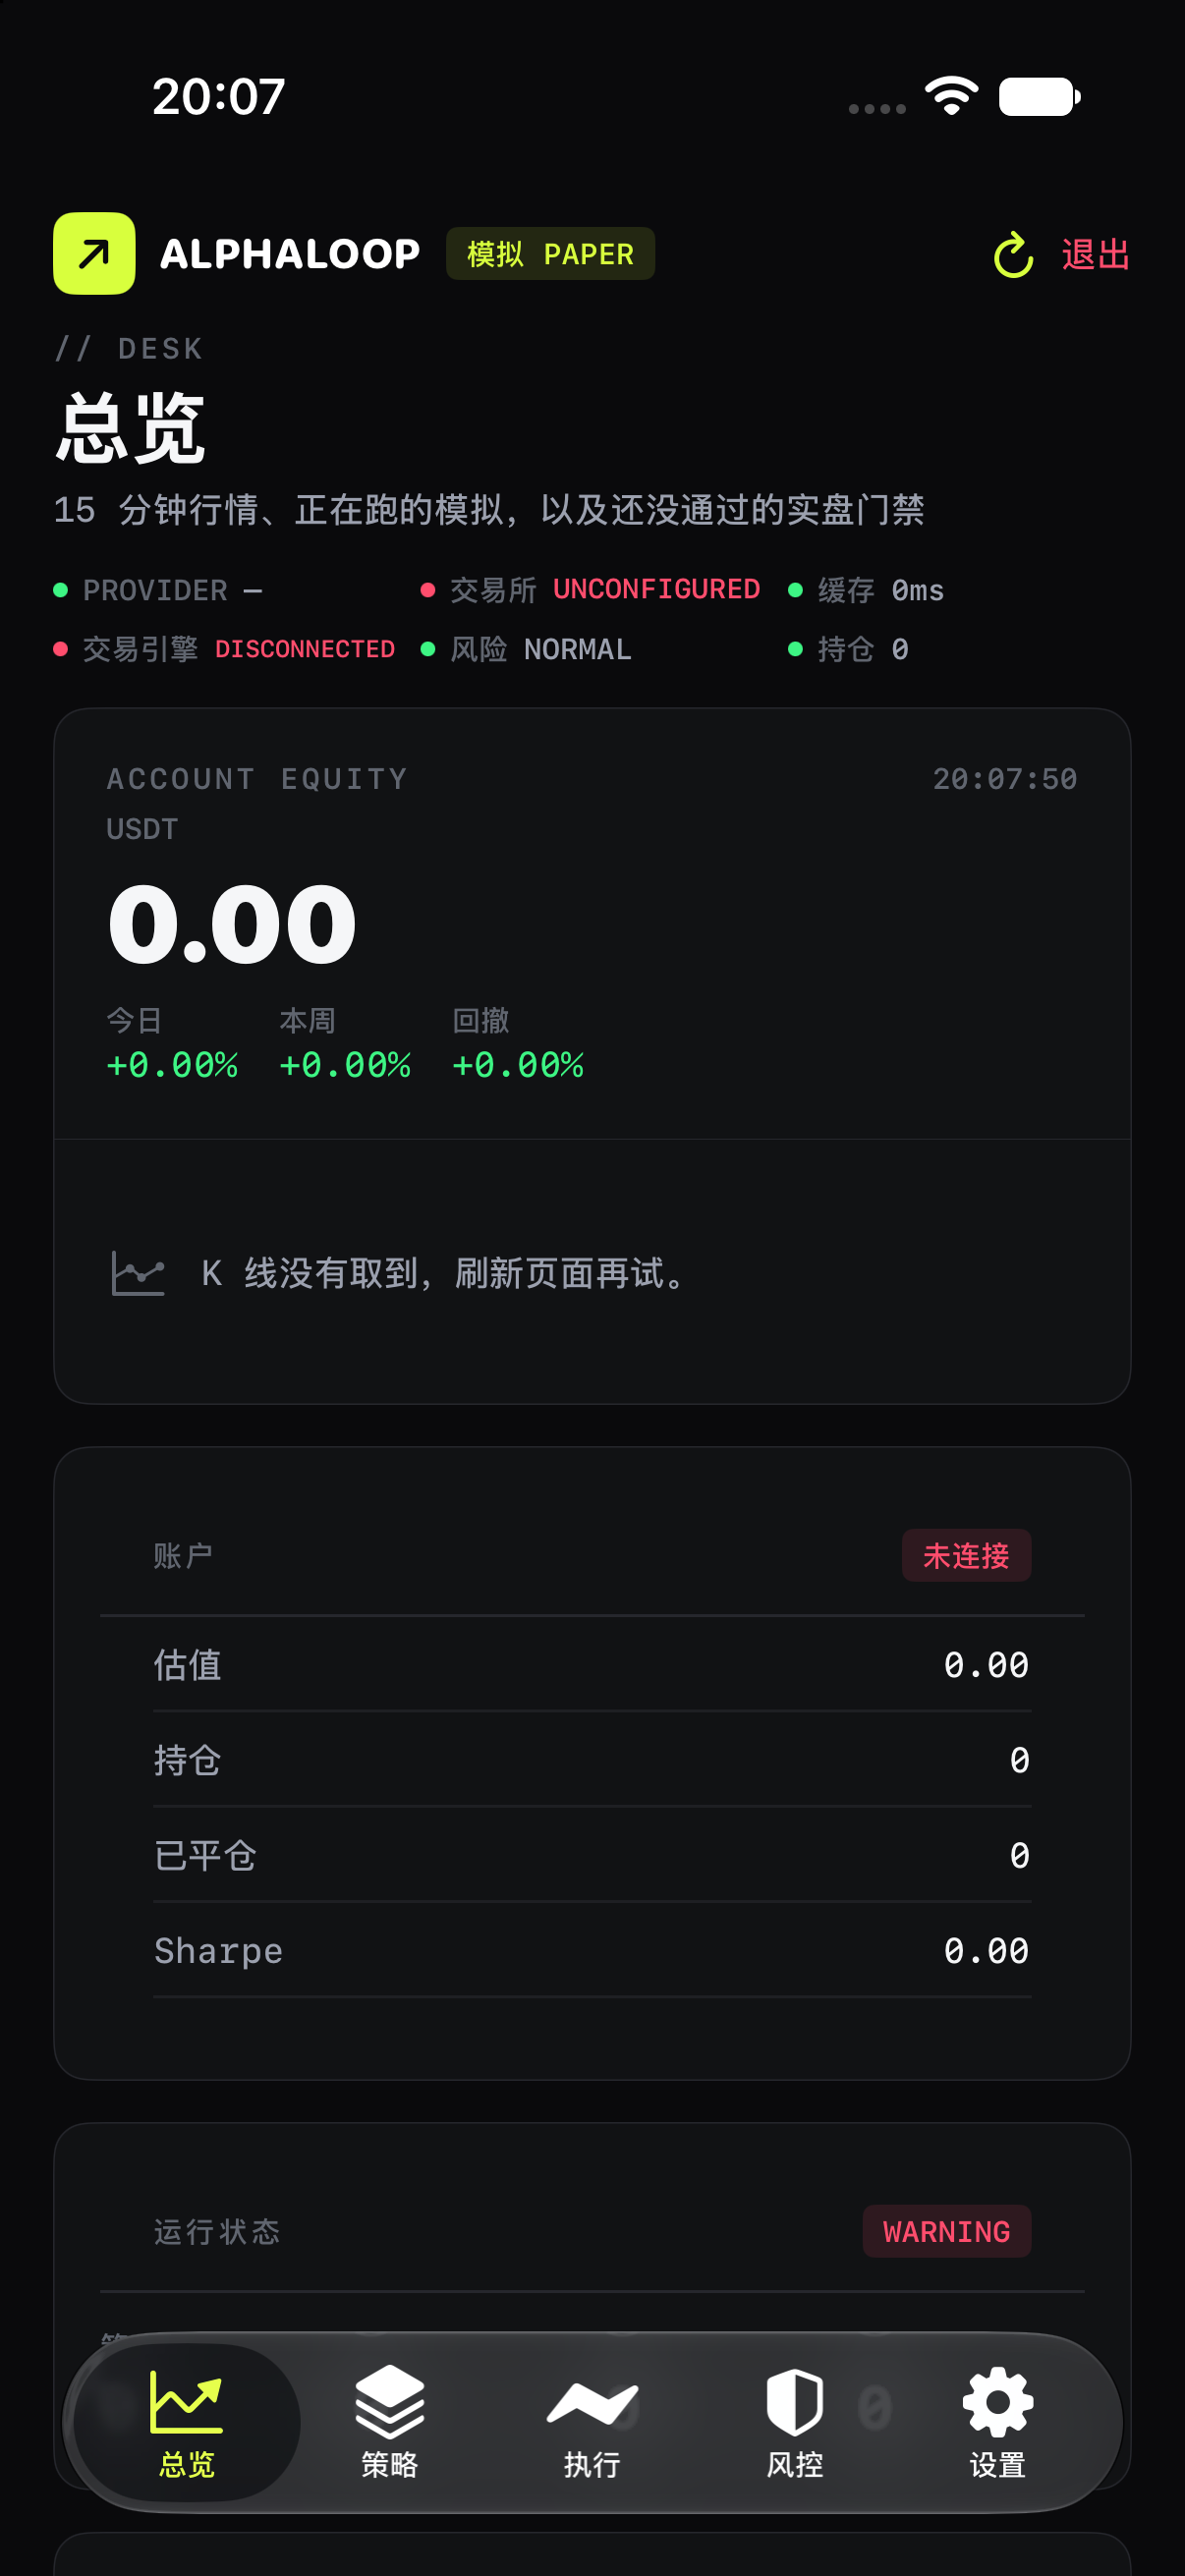 20:07
ALPHALOOP 模拟 PAPER 退出
// DESK
总览
15 分钟行情、正在跑的模拟，以及还没通过的实盘门禁
PROVIDER — 交易所 UNCONFIGURED 缓存 0ms
交易引擎 DISCONNECTED 风险 NORMAL 持仓 0
ACCOUNT EQUITY 20:07:50
USDT
0.00
今日 本周 回撤
+0.00% +0.00% +0.00%
K 线没有取到，刷新页面再试。
账户 未连接
估值 0.00
持仓 0
已平仓 0
Sharpe 0.00
运行状态 WARNING
总览 策略 执行 风控 设置